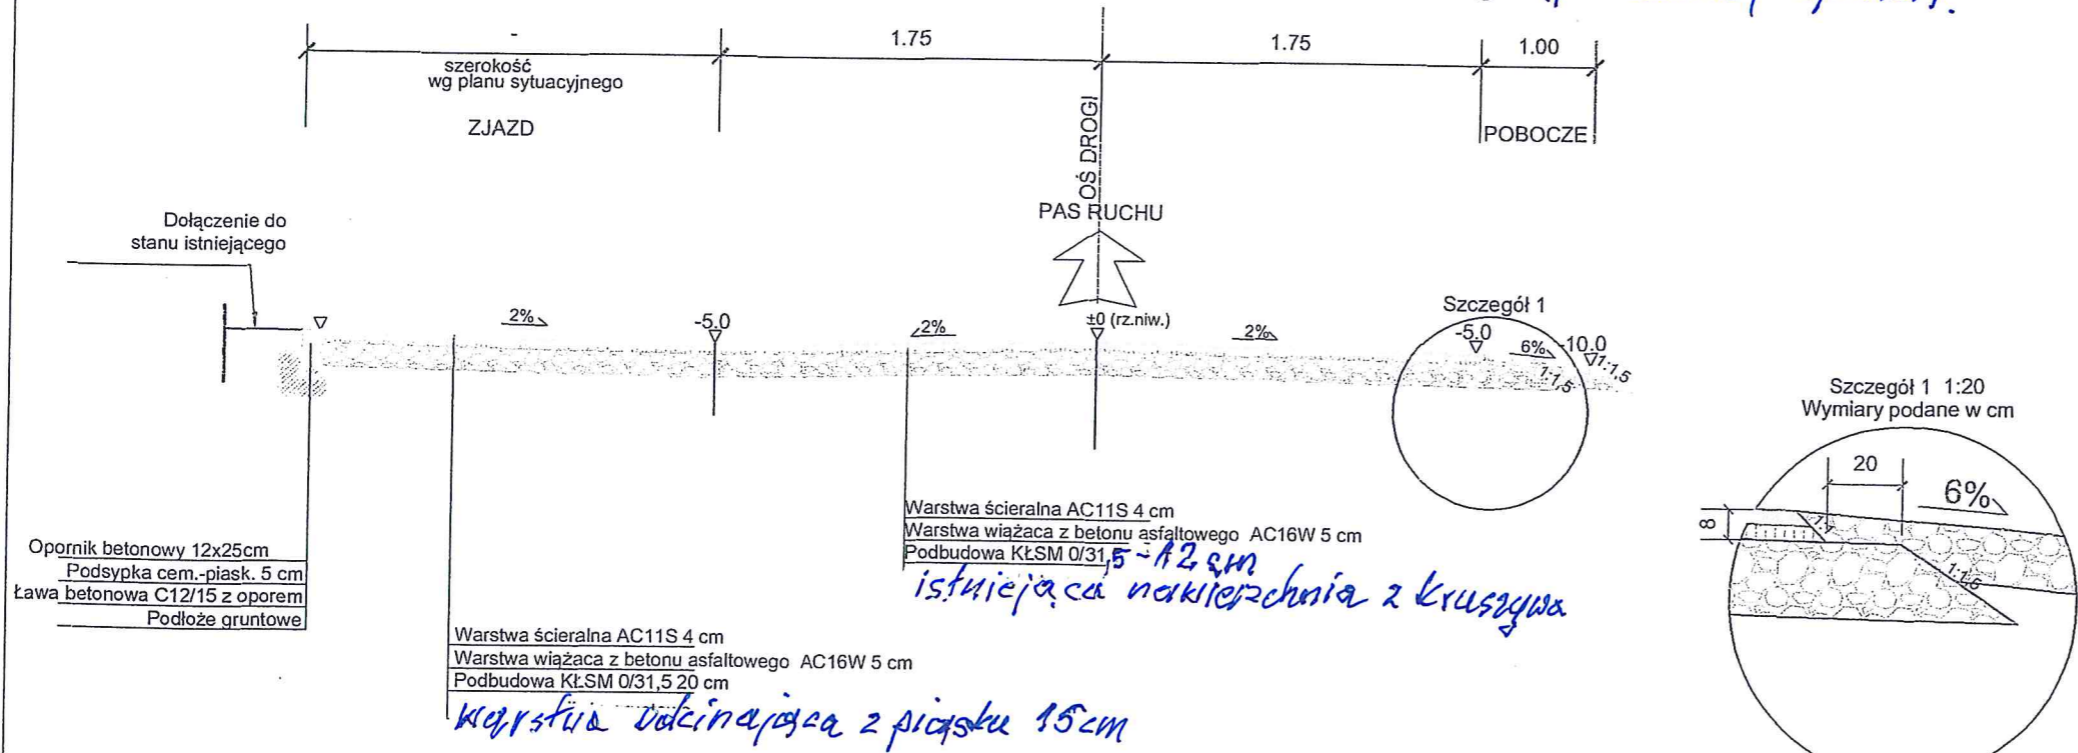 -
1.75
1.75
1.00
szerokość
wg planu sytuacyjnego
ZJAZD
OŚ DROGI
POBOCZE
PAS RUCHU
Dołączenie do
stanu istniejącego
2%
-5.0
2%
±0 (rz.niw.)
2%
Szczegół 1
-5.0
6%
-10.0
1:1,5
1:1,5
Szczegół 1 1:20
Wymiary podane w cm
20
6%
8
1:1,5
Warstwa ścieralna AC11S 4 cm
Warstwa wiążaca z betonu asfaltowego AC16W 5 cm
Podbudowa KŁSM 0/31,5 - 12 cm
istniejąca nawierzchnia z kruszywa
Opornik betonowy 12x25cm
Podsypka cem.-piask. 5 cm
Ława betonowa C12/15 z oporem
Podłoże gruntowe
Warstwa ścieralna AC11S 4 cm
Warstwa wiążaca z betonu asfaltowego AC16W 5 cm
Podbudowa KŁSM 0/31,5 20 cm
warstwa odcinająca z piasku 15cm